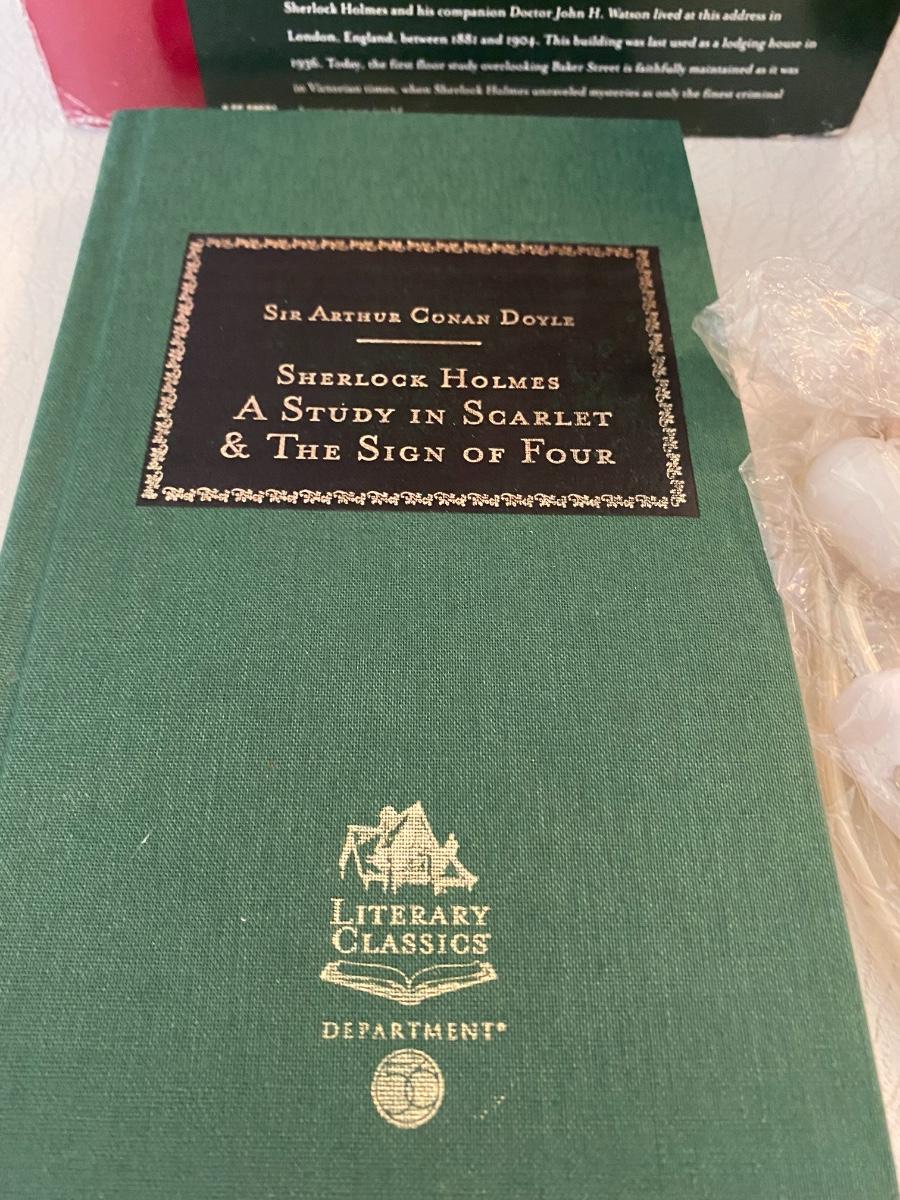 Sherlock Holmes and his companion Doctor John H. Watson lived at this address in
London, England, between 1881 and 1904. This building was last used as a lodging house in
1936. Today, the first floor study overlooking Baker Street is faithfully maintained as it was
in Victorian times, when Sherlock Holmes unraveled mysteries as only the finest criminal
SIR ARTHUR CONAN DOYLE
SHERLOCK HOLMES
A STUDY IN SCARLET
& THE SIGN OF FOUR
LITERARY
CLASSICS
DEPARTMENT
56